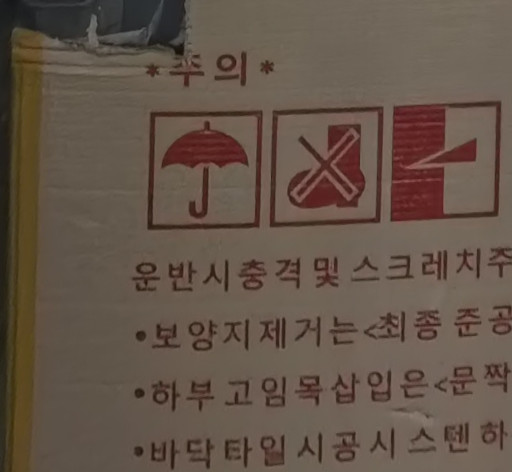 *주의*
운반시충격및 스크레치주
•보양지제거는<최종 준공
•하부고임목삽입은<문짝
•바닥타일시공시 스텐하